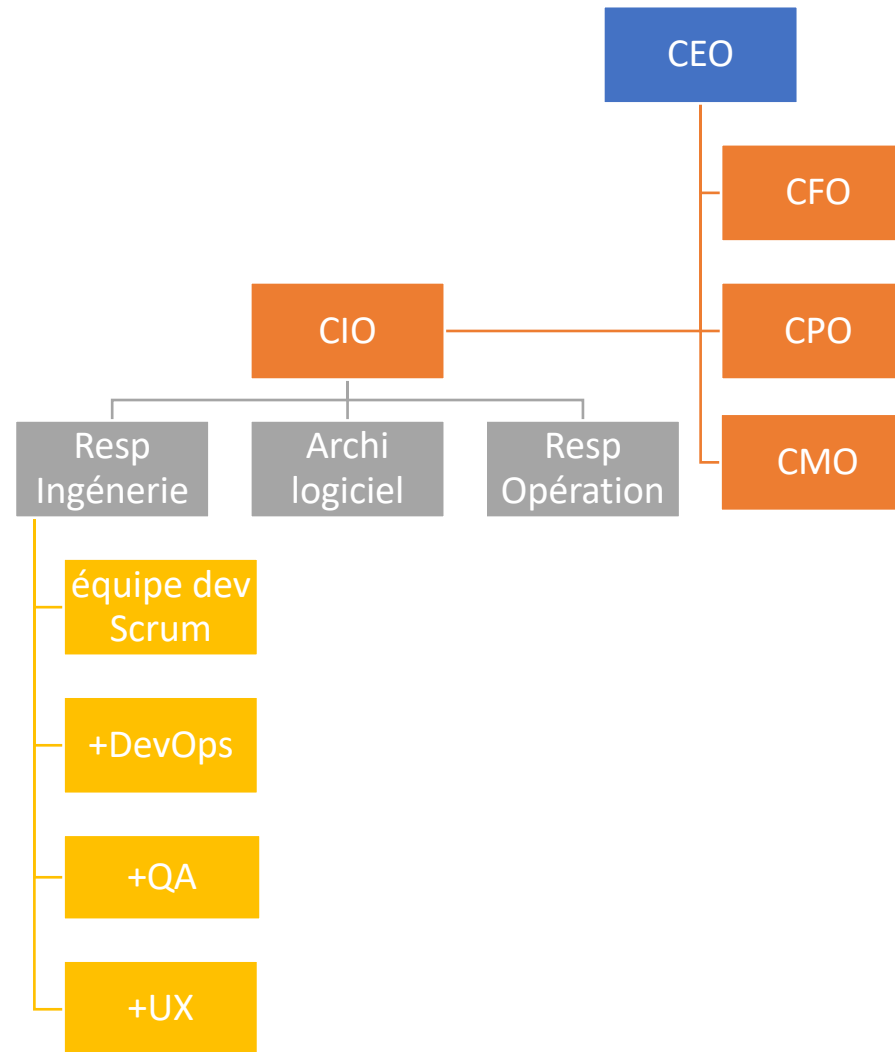 CEO
CFO
CIO
CPO
CMO
Resp
Ingénerie
Archi
logiciel
Resp
Opération
équipe dev
Scrum
+DevOps
+QA
+UX